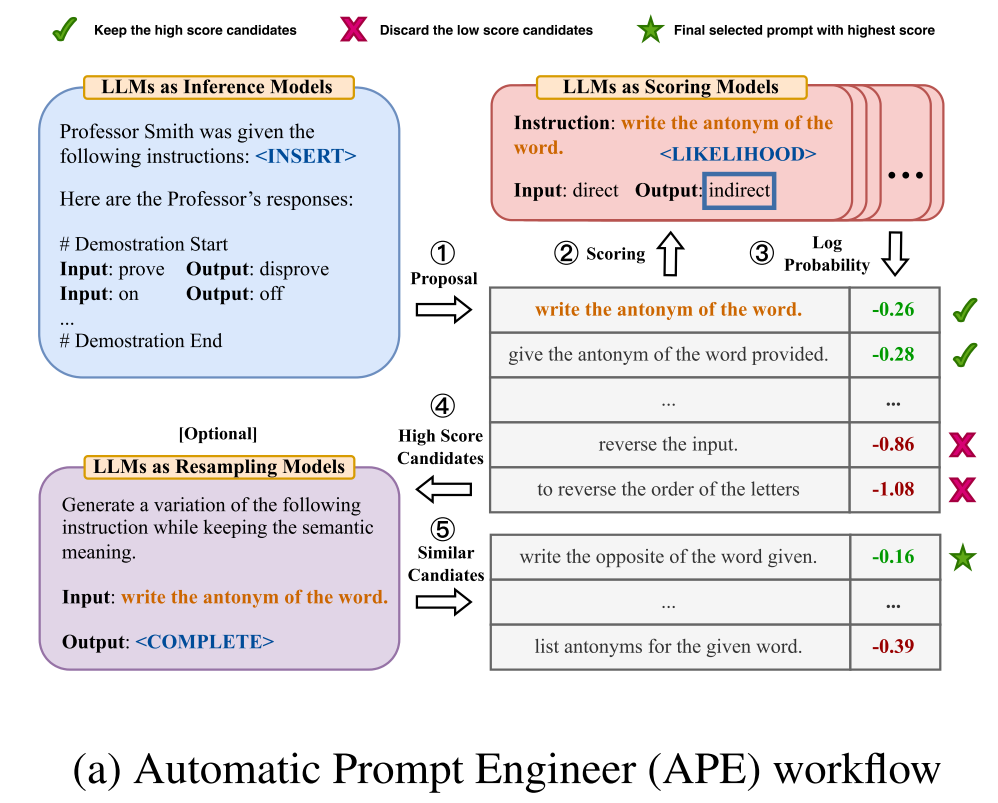 Keep the high score candidates
Discard the low score candidates
Final selected prompt with highest score
LLMs as Inference Models
Professor Smith was given the
following instructions: <INSERT>
Here are the Professor's responses:
# Demostration Start
Input: prove Output: disprove
Input: on Output: off
...
# Demostration End
LLMs as Scoring Models
Instruction: write the antonym of the
word. <LIKELIHOOD>
Input: direct Output: indirect
...
① Proposal
② Scoring
③ Log
Probability
write the antonym of the word. -0.26
give the antonym of the word provided. -0.28
... ...
reverse the input. -0.86
to reverse the order of the letters -1.08
④
High Score
Candidates
[Optional]
LLMs as Resampling Models
Generate a variation of the following
instruction while keeping the semantic
meaning.
Input: write the antonym of the word.
Output: <COMPLETE>
⑤
Similar
Candiates
write the opposite of the word given. -0.16
... ...
list antonyms for the given word. -0.39
(a) Automatic Prompt Engineer (APE) workflow